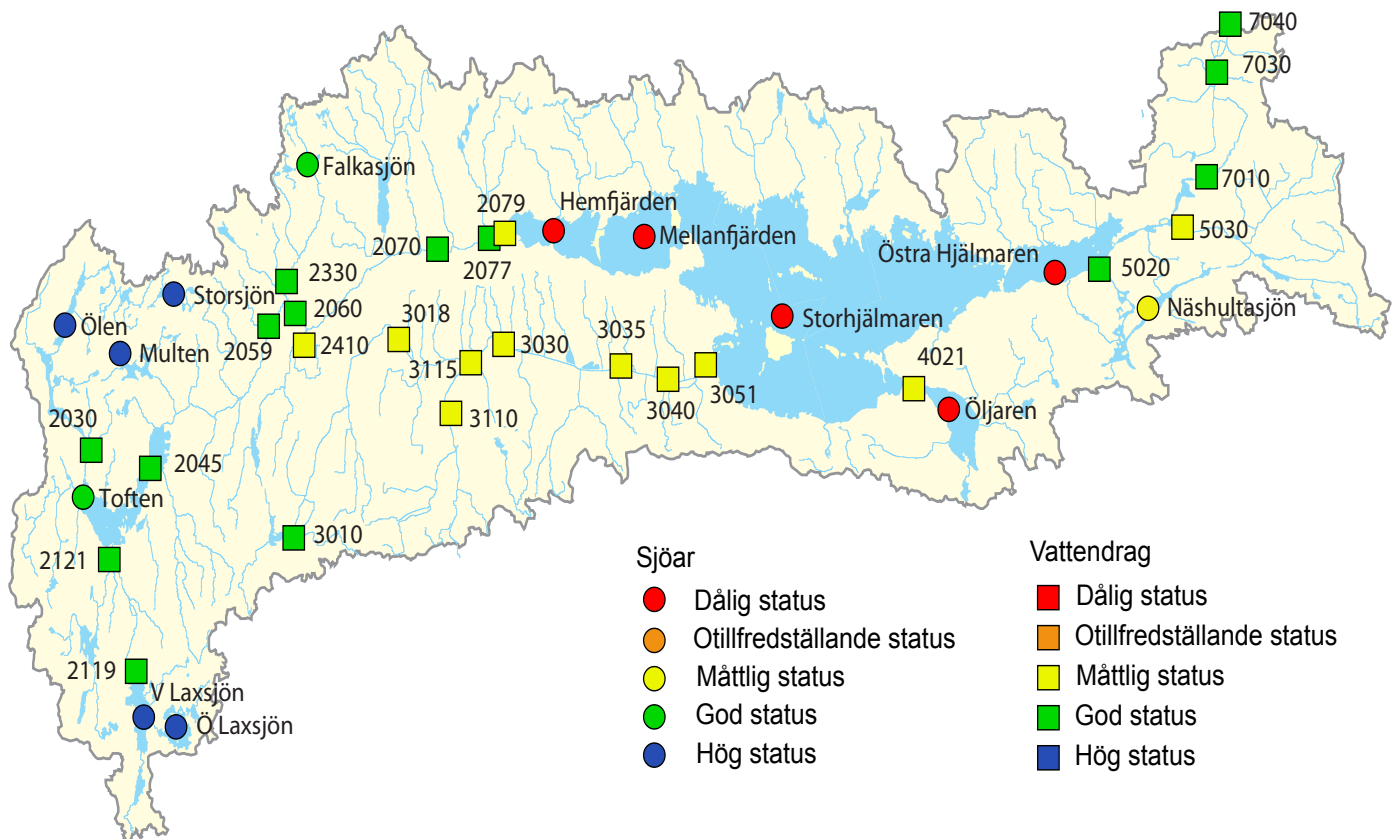 7040
7030
Falkasjön
7010
Hemfjärden
2079
5030
Mellanfjärden
2070
2077
Östra Hjälmaren
5020
2330
Storsjön
Näshultasjön
2060
Ölen
Storhjälmaren
3018
3035
2059
2410
3030
Multen
4021
3115
3051
3040
Öljaren
3110
2030
2045
Toften
3010
2121
2119
V Laxsjön
Ö Laxsjön
Sjöar
Dålig status
Otillfredställande status
Måttlig status
God status
Hög status
Vattendrag
Dålig status
Otillfredställande status
Måttlig status
God status
Hög status